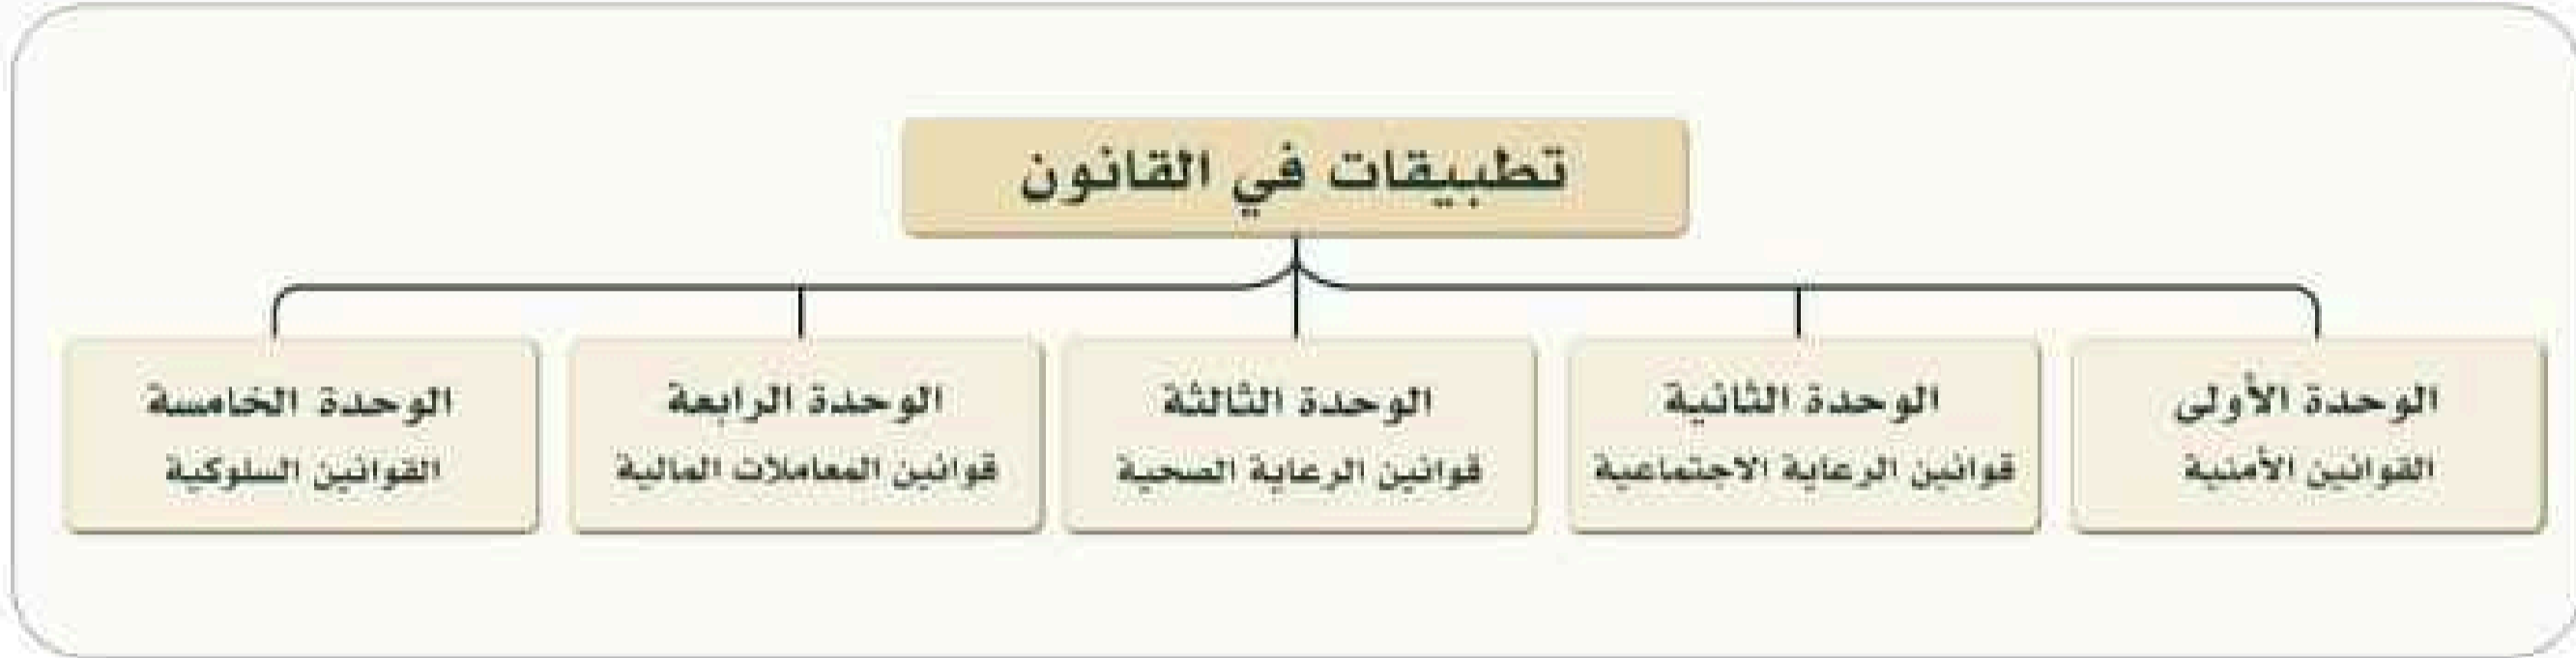 تطبيقات في القانون
الوحدة الأولى
القوانين الأمنية
الوحدة الثانية
قوانين الرعاية الاجتماعية
الوحدة الثالثة
قوانين الرعاية الصحية
الوحدة الرابعة
قوانين المعاملات المالية
الوحدة الخامسة
القوانين السلوكية